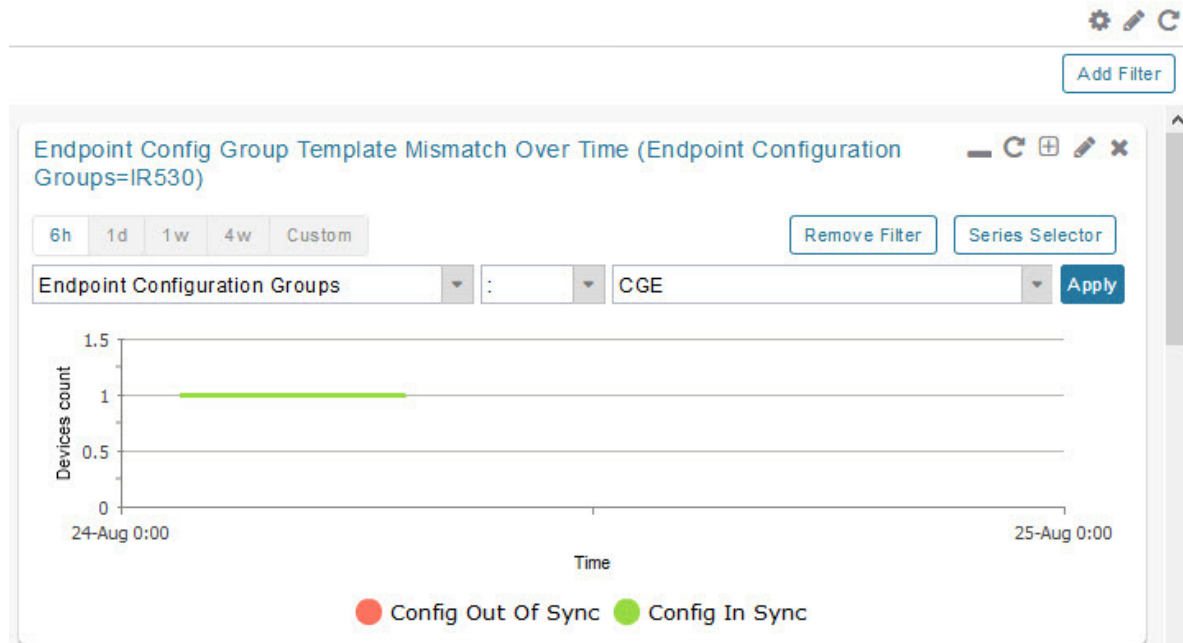 Add Filter
Endpoint Config Group Template Mismatch Over Time (Endpoint Configuration
Groups=IR530)
6h 1d 1w 4w Custom Remove Filter Series Selector
Endpoint Configuration Groups : CGE Apply
1.5
1
0.5
0
Devices count
24-Aug 0:00 25-Aug 0:00
Time
Config Out Of Sync Config In Sync